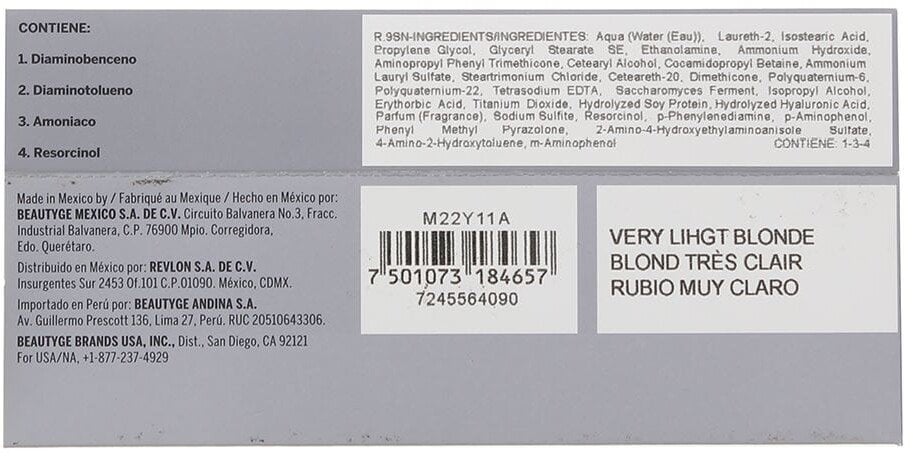 CONTIENE:
1. Diaminobenceno
2. Diaminotolueno
3. Amoniaco
4. Resorcinol
R.9SN-INGREDIENTS/INGREDIENTES: Aqua (Water (Eau)), Laureth-2, Isostearic Acid,
Propylene Glycol, Glyceryl Stearate SE, Ethanolamine, Ammonium Hydroxide,
Aminopropyl Phenyl Trimethicone, Cetearyl Alcohol, Cocamidopropyl Betaine, Ammonium
Lauryl Sulfate, Steartrimonium Chloride, Ceteareth-20, Dimethicone, Polyquaternium-6,
Polyquaternium-22, Tetrasodium EDTA, Saccharomyces Ferment, Isopropyl Alcohol,
Erythorbic Acid, Titanium Dioxide, Hydrolyzed Soy Protein, Hydrolyzed Hyaluronic Acid,
Parfum (Fragrance), Sodium Sulfite, Resorcinol, p-Phenylenediamine, p-Aminophenol,
Phenyl Methyl Pyrazolone, 2-Amino-4-Hydroxyethylaminoanisole Sulfate,
4-Amino-2-Hydroxytoluene, m-Aminophenol CONTIENE: 1-3-4
Made in Mexico by / Fabriqué au Mexique / Hecho en México por:
BEAUTYGE MEXICO S.A. DE C.V. Circuito Balvanera No.3, Fracc.
Industrial Balvanera, C.P. 76900 Mpio. Corregidora,
Edo. Querétaro.
Distribuido en México por: REVLON S.A. DE C.V.
Insurgentes Sur 2453 Of.101 C.P.01090. México, CDMX.
Importado en Perú por: BEAUTYGE ANDINA S.A.
Av. Guillermo Prescott 136, Lima 27, Perú. RUC 20510643306.
BEAUTYGE BRANDS USA, INC., Dist., San Diego, CA 92121
For USA/NA, +1-877-237-4929
M22Y11A
7 501073 184657
7245564090
VERY LIHGT BLONDE
BLOND TRÈS CLAIR
RUBIO MUY CLARO